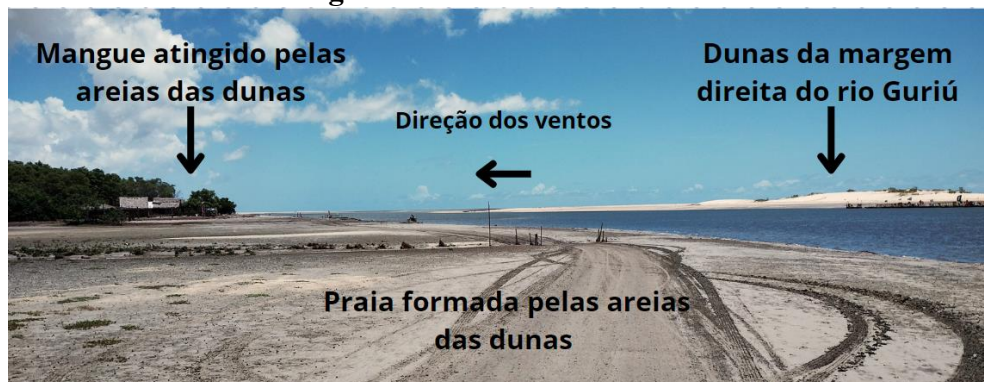 Mangue atingido pelas
areias das dunas
Dunas da margem
direita do rio Guriú
Direção dos ventos
Praia formada pelas areias
das dunas